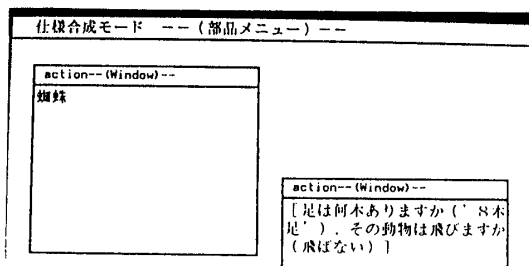 仕様合成モード -- (部品メニュー) --
action--(Window)--
蜘蛛
action--(Window)--
[足は何本ありますか('8本
足'), その動物は飛びますか
(飛ばない)]